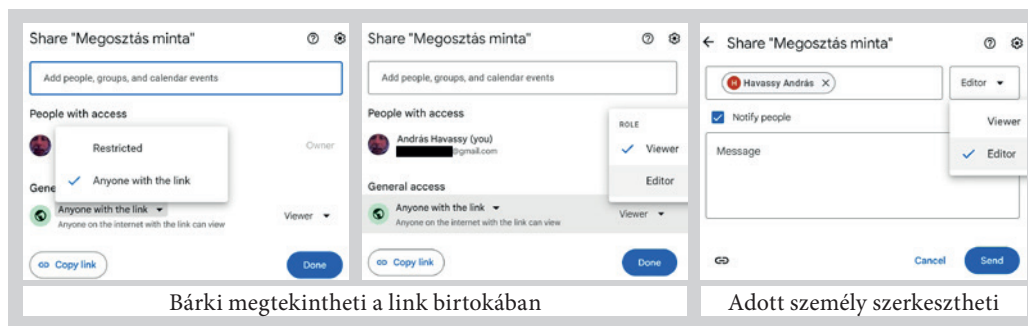 Share "Megosztás minta"
Add people, groups, and calendar events
People with access
Restricted
Owner
Anyone with the link
Gene
Anyone with the link
Anyone on the internet with the link can view
Viewer
Copy link
Done
Share "Megosztás minta"
Add people, groups, and calendar events
People with access
András Havassy (you)
@gmail.com
ROLE
Viewer
Editor
General access
Anyone with the link
Anyone on the internet with the link can view
Viewer
Copy link
Done
Share "Megosztás minta"
H Havassy András
Editor
Notify people
Viewer
Editor
Message
Cancel
Send
Bárki megtekintheti a link birtokában
Adott személy szerkesztheti